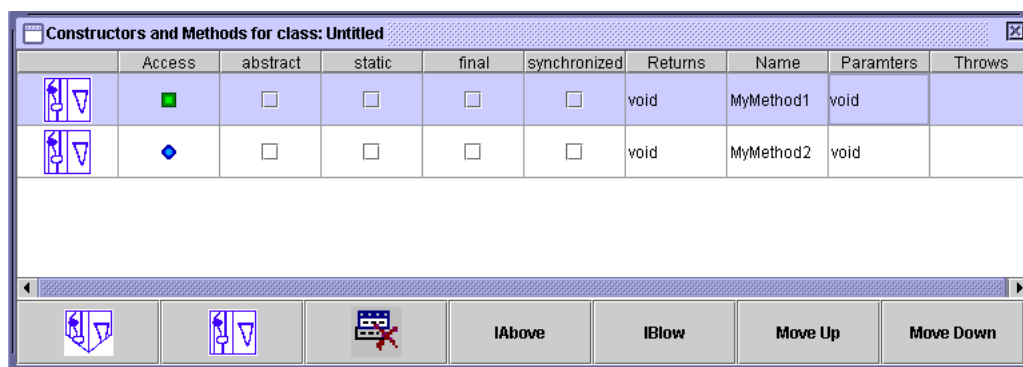 Constructors and Methods for class: Untitled
Access abstract static final synchronized Returns Name Paramters Throws
void MyMethod1 void
void MyMethod2 void
IAbove IBlow Move Up Move Down